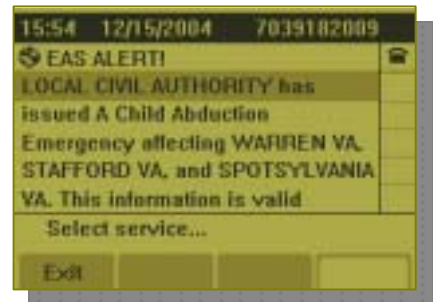 15:54 12/15/2004 7039182009
EAS ALERT!
LOCAL CIVIL AUTHORITY has
issued A Child Abduction
Emergency affecting WARREN VA,
STAFFORD VA, and SPOTSYLVANIA
VA. This information is valid
Select service...
Exit